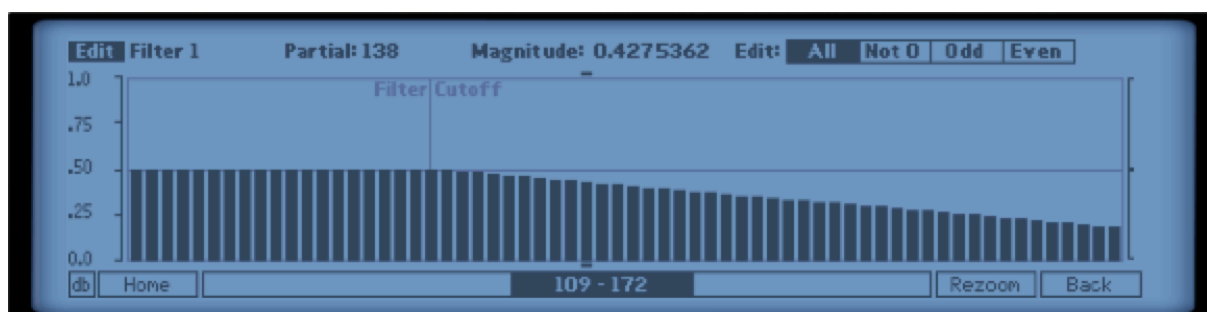 Edit Filter 1 Partial: 138 Magnitude: 0.4275362 Edit: All Not 0 Odd Even
1.0
Filter Cutoff
.75
.50
.25
0.0
db Home 109 - 172 Rezoom Back